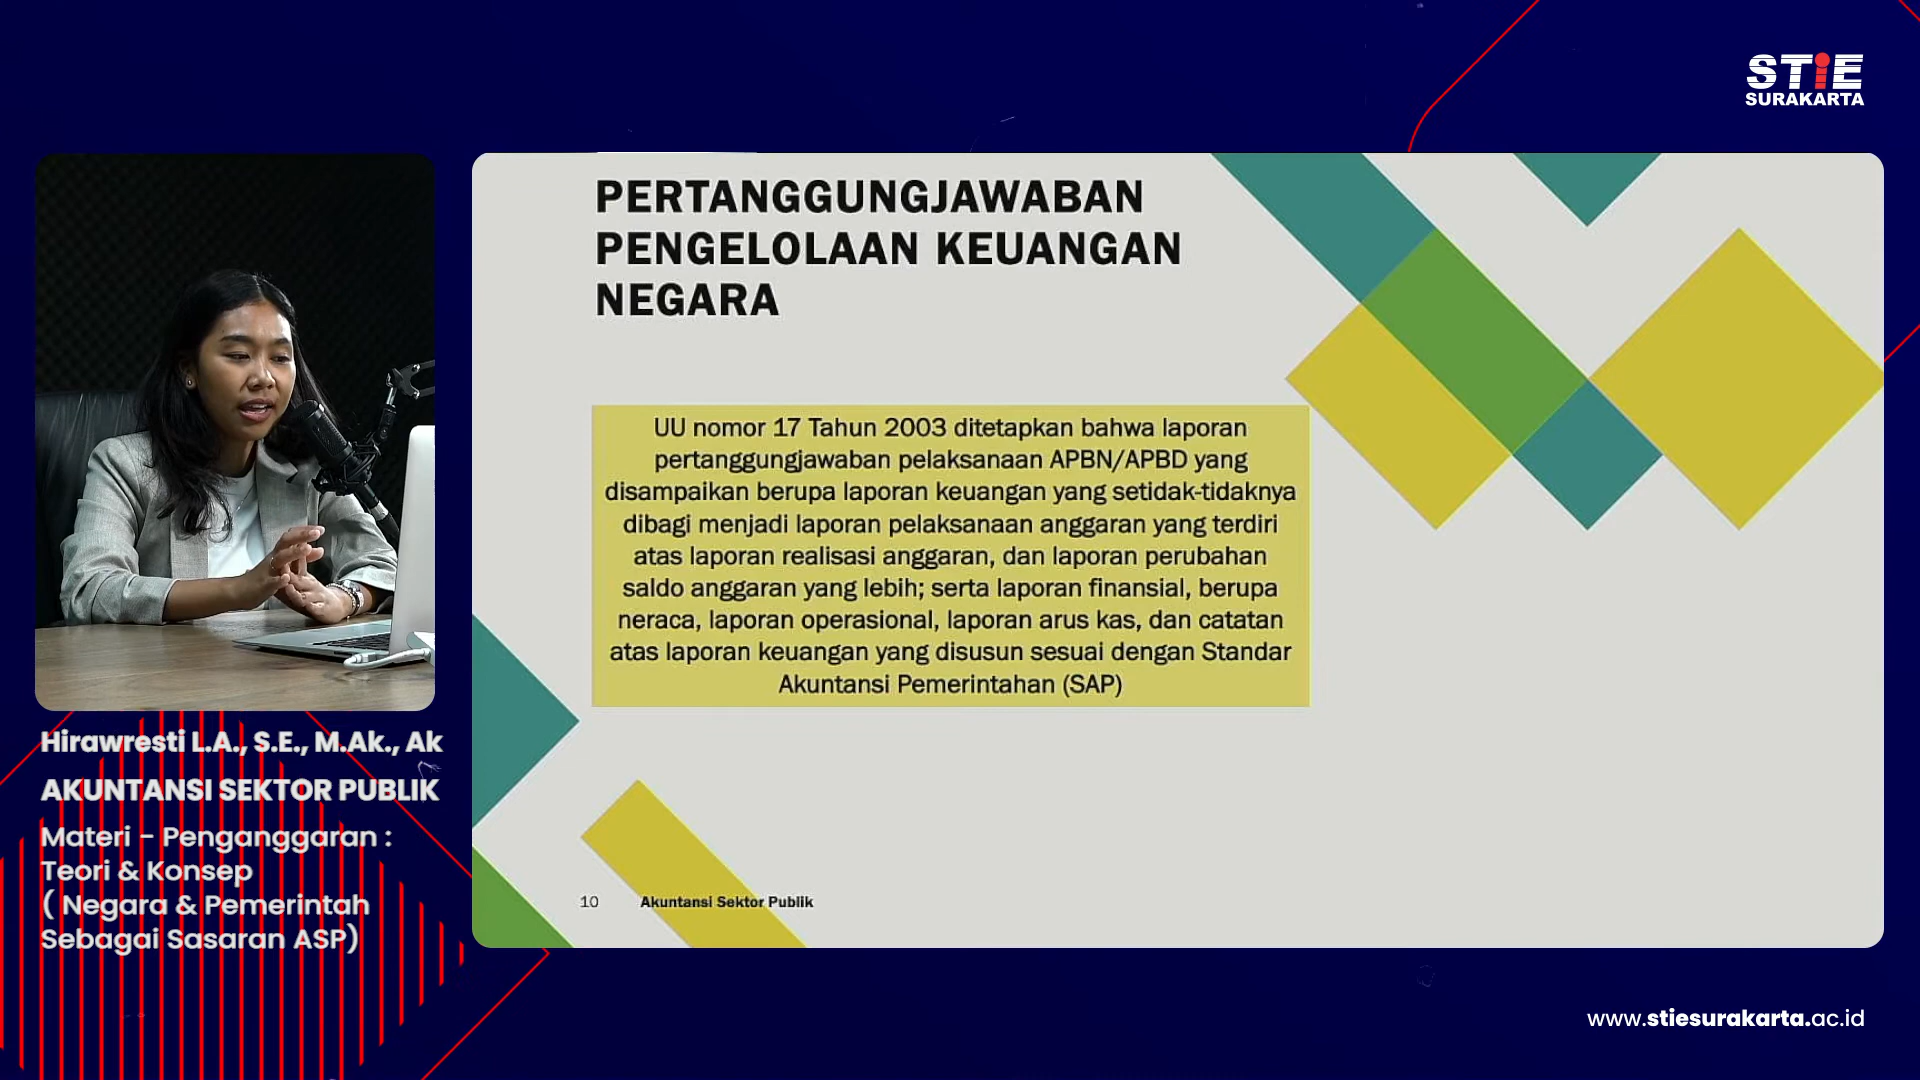 STiE
SURAKARTA
PERTANGGUNGJAWABAN
PENGELOLAAN KEUANGAN
NEGARA
UU nomor 17 Tahun 2003 ditetapkan bahwa laporan
pertanggungjawaban pelaksanaan APBN/APBD yang
disampaikan berupa laporan keuangan yang setidak-tidaknya
dibagi menjadi laporan pelaksanaan anggaran yang terdiri
atas laporan realisasi anggaran, dan laporan perubahan
saldo anggaran yang lebih; serta laporan finansial, berupa
neraca, laporan operasional, laporan arus kas, dan catatan
atas laporan keuangan yang disusun sesuai dengan Standar
Akuntansi Pemerintahan (SAP)
10 Akuntansi Sektor Publik
Hirawresti L.A., S.E., M.Ak., Ak
AKUNTANSI SEKTOR PUBLIK
Materi - Penganggaran :
Teori & Konsep
( Negara & Pemerintah
Sebagai Sasaran ASP)
www.stiesurakarta.ac.id